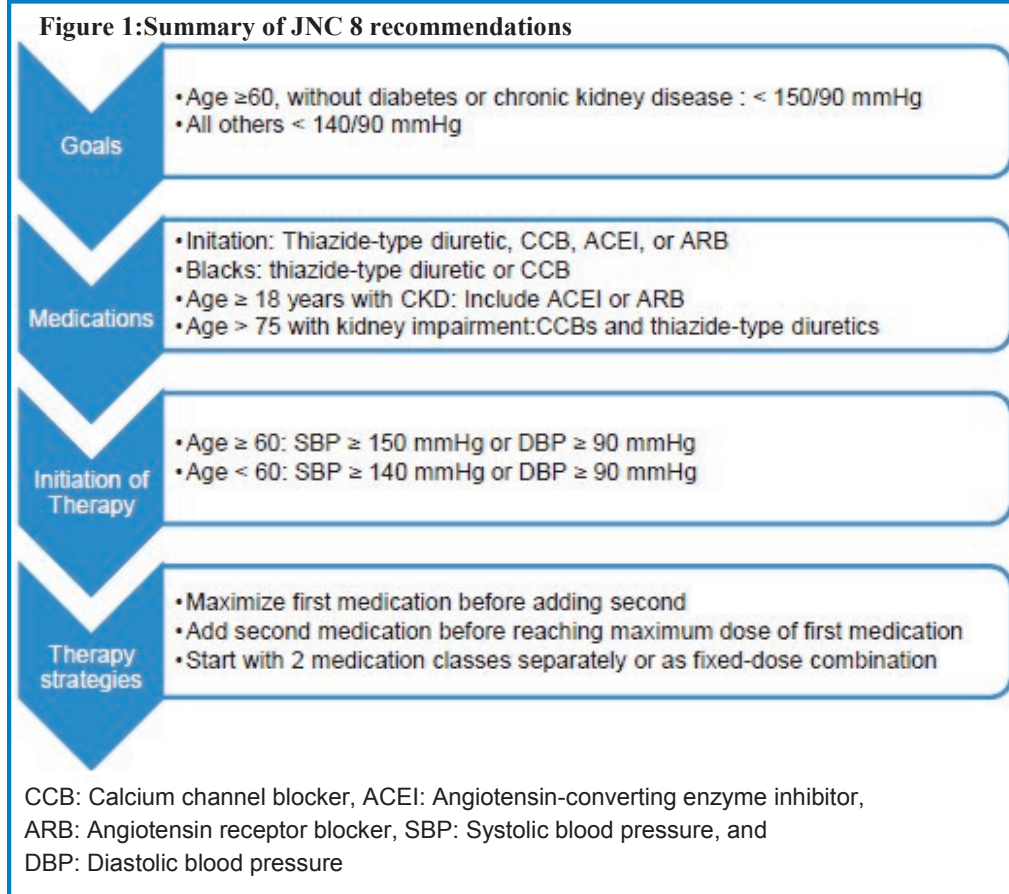 Figure 1:Summary of JNC 8 recommendations
Goals
•Age ≥60, without diabetes or chronic kidney disease : < 150/90 mmHg
•All others < 140/90 mmHg
Medications
•Initation: Thiazide-type diuretic, CCB, ACEI, or ARB
•Blacks: thiazide-type diuretic or CCB
•Age ≥ 18 years with CKD: Include ACEI or ARB
•Age > 75 with kidney impairment:CCBs and thiazide-type diuretics
Initiation of
Therapy
•Age ≥ 60: SBP ≥ 150 mmHg or DBP ≥ 90 mmHg
•Age < 60: SBP ≥ 140 mmHg or DBP ≥ 90 mmHg
Therapy
strategies
•Maximize first medication before adding second
•Add second medication before reaching maximum dose of first medication
•Start with 2 medication classes separately or as fixed-dose combination
CCB: Calcium channel blocker, ACEI: Angiotensin-converting enzyme inhibitor,
ARB: Angiotensin receptor blocker, SBP: Systolic blood pressure, and
DBP: Diastolic blood pressure